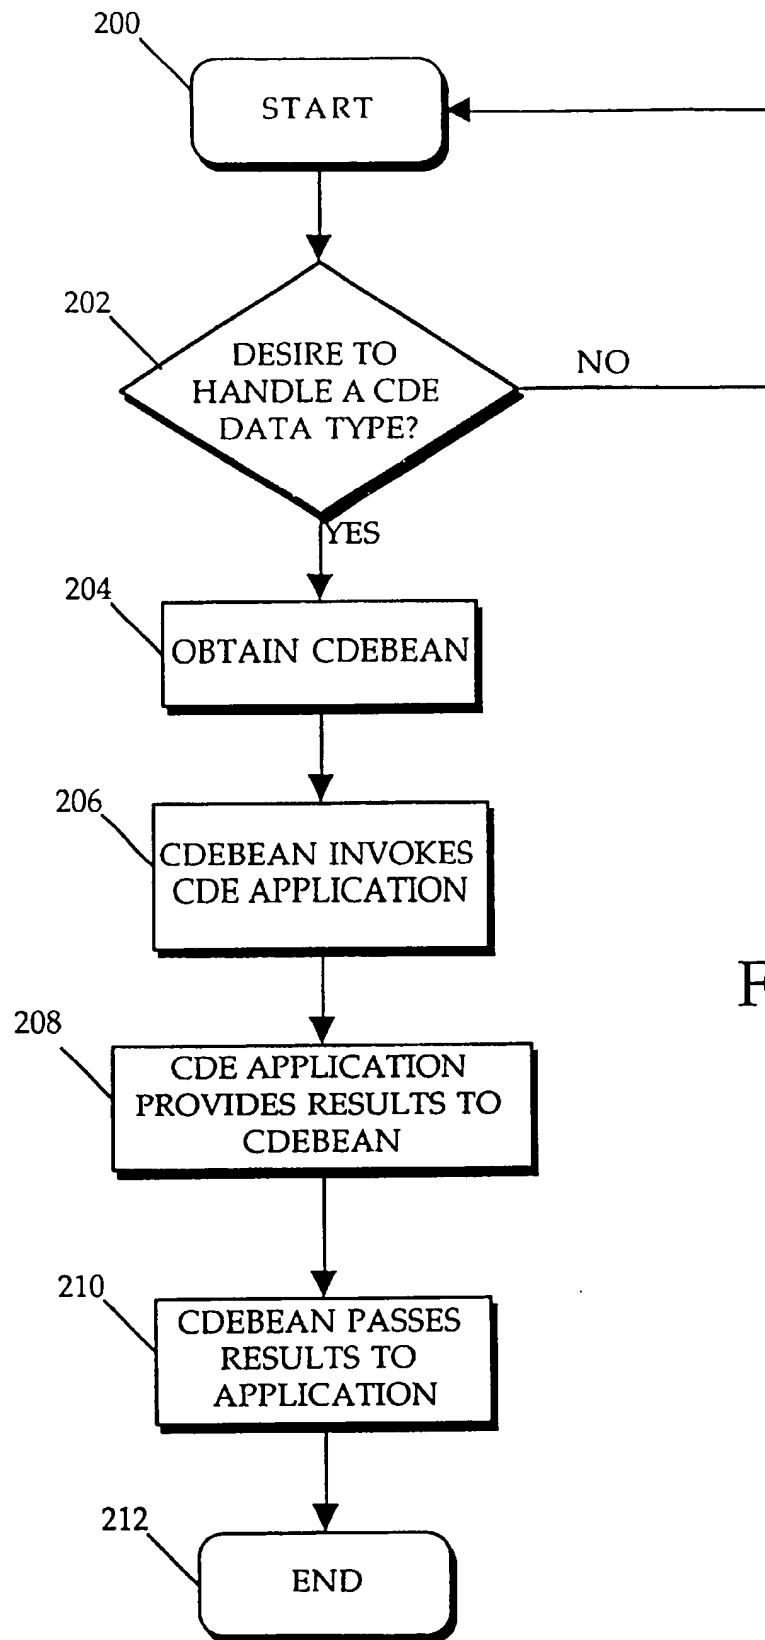 200
START
202
DESIRE TO
HANDLE A CDE
DATA TYPE?
NO
YES
204
OBTAIN CDEBEAN
206
CDEBEAN INVOKES
CDE APPLICATION
F
208
CDE APPLICATION
PROVIDES RESULTS TO
CDEBEAN
210
CDEBEAN PASSES
RESULTS TO
APPLICATION
212
END